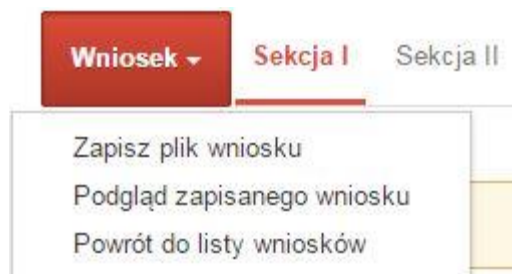 Wniosek Sekcja I Sekcja II
Zapisz plik wniosku
Podgląd zapisanego wniosku
Powrót do listy wniosków